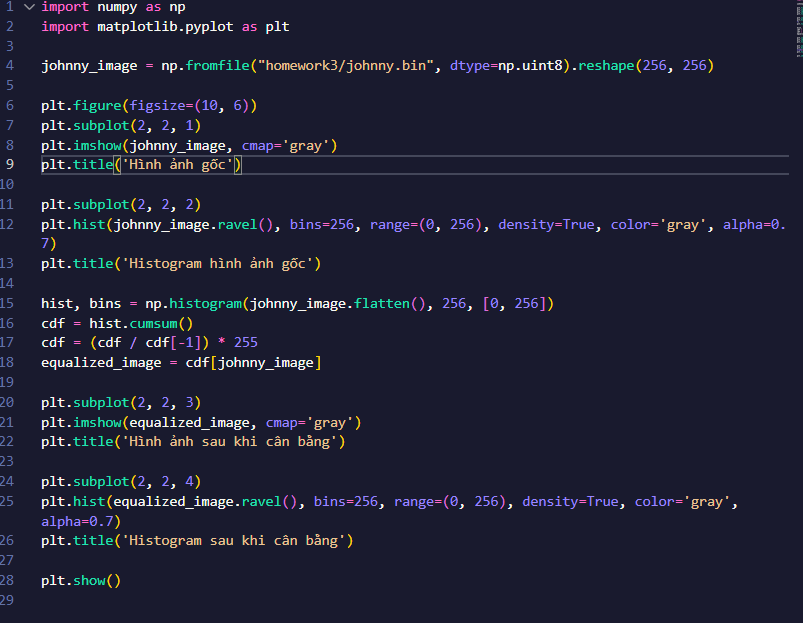 1 import numpy as np
2 import matplotlib.pyplot as plt
3
4 johnny_image = np.fromfile("homework3/johnny.bin", dtype=np.uint8).reshape(256, 256)
5
6 plt.figure(figsize=(10, 6))
7 plt.subplot(2, 2, 1)
8 plt.imshow(johnny_image, cmap='gray')
9 plt.title('Hình ảnh gốc')
10
11 plt.subplot(2, 2, 2)
12 plt.hist(johnny_image.ravel(), bins=256, range=(0, 256), density=True, color='gray', alpha=0.
7)
13 plt.title('Histogram hình ảnh gốc')
14
15 hist, bins = np.histogram(johnny_image.flatten(), 256, [0, 256])
16 cdf = hist.cumsum()
17 cdf = (cdf / cdf[-1]) * 255
18 equalized_image = cdf[johnny_image]
19
20 plt.subplot(2, 2, 3)
21 plt.imshow(equalized_image, cmap='gray')
22 plt.title('Hình ảnh sau khi cân bằng')
23
24 plt.subplot(2, 2, 4)
25 plt.hist(equalized_image.ravel(), bins=256, range=(0, 256), density=True, color='gray',
alpha=0.7)
26 plt.title('Histogram sau khi cân bằng')
27
28 plt.show()
29